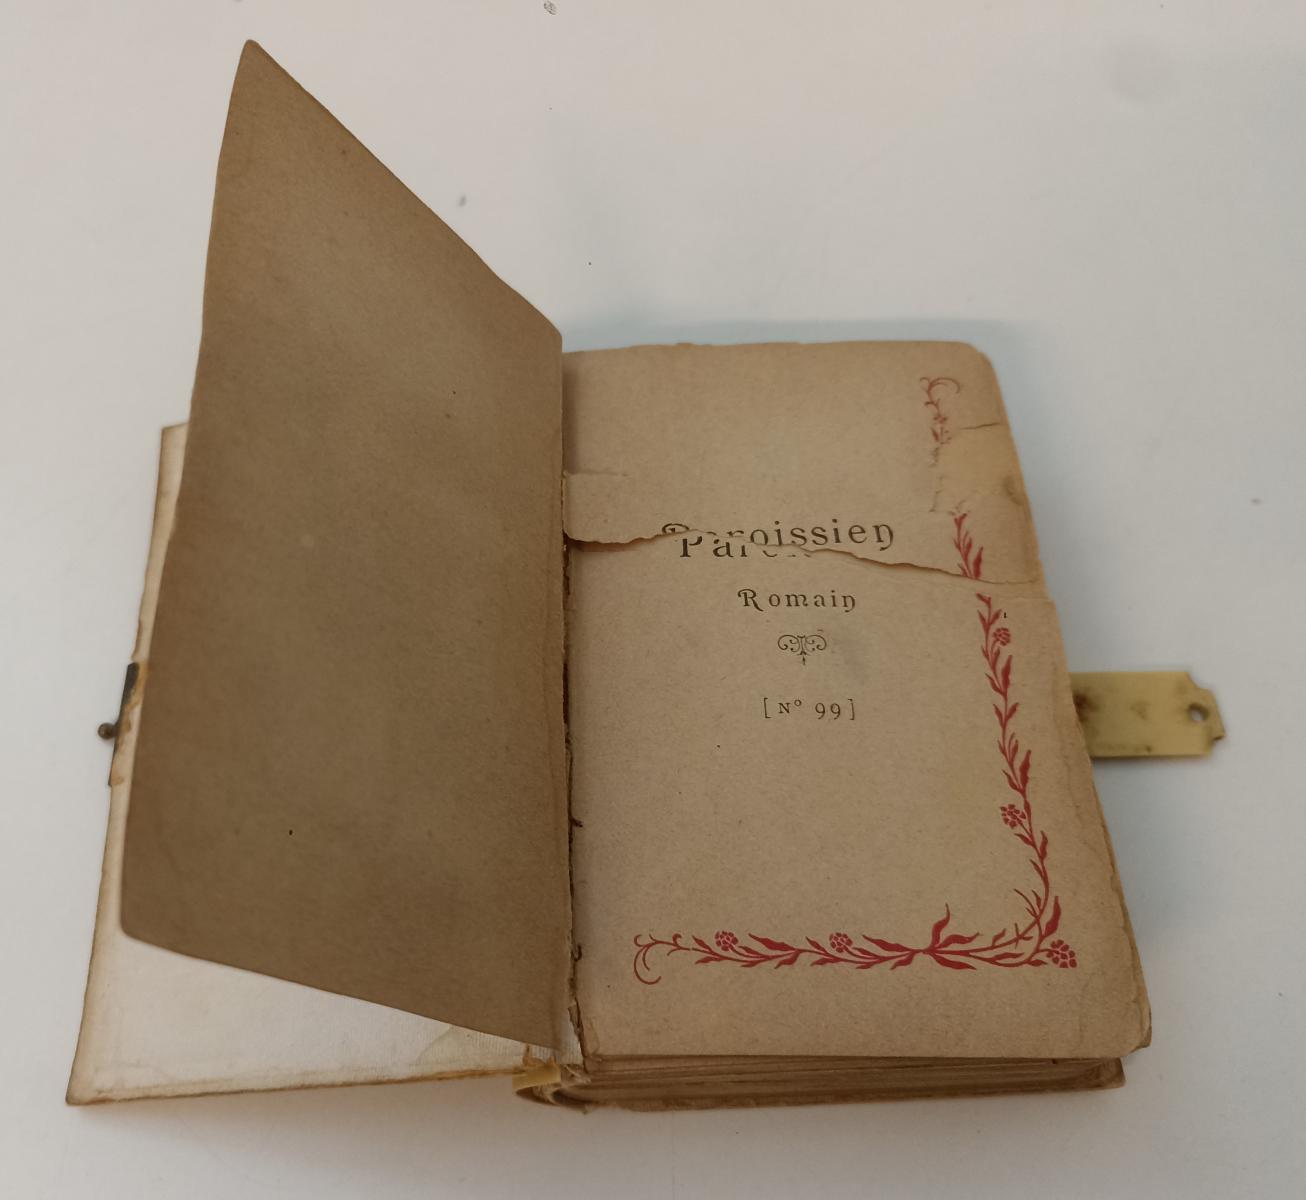 Paroissien
Romain
[N° 99]